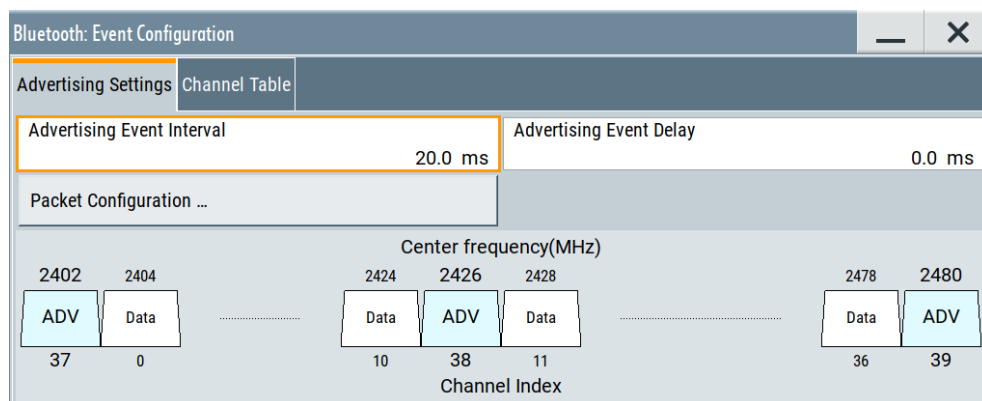 Bluetooth: Event Configuration
Advertising Settings Channel Table
Advertising Event Interval Advertising Event Delay
20.0 ms 0.0 ms
Packet Configuration ...
Center frequency(MHz)
2402 2404 2424 2426 2428 2478 2480
ADV Data Data ADV Data Data ADV
37 0 10 38 11 36 39
Channel Index